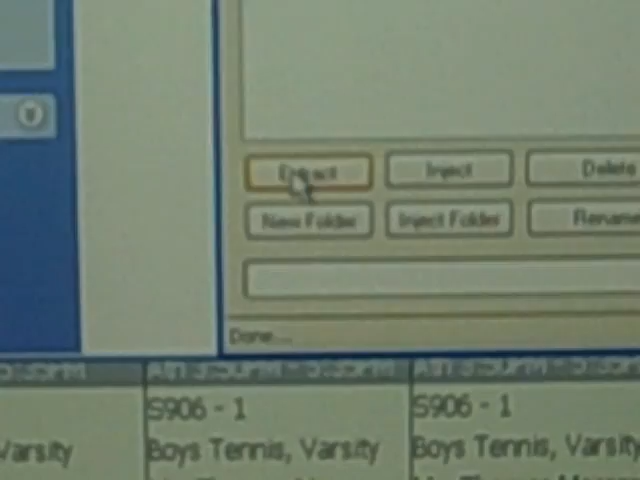 Extract Inject Delete
New Folder Inject Folder Rename
Done...
S906 - 1 S906 - 1
Varsity Boys Tennis, Varsity Boys Tennis, Varsity